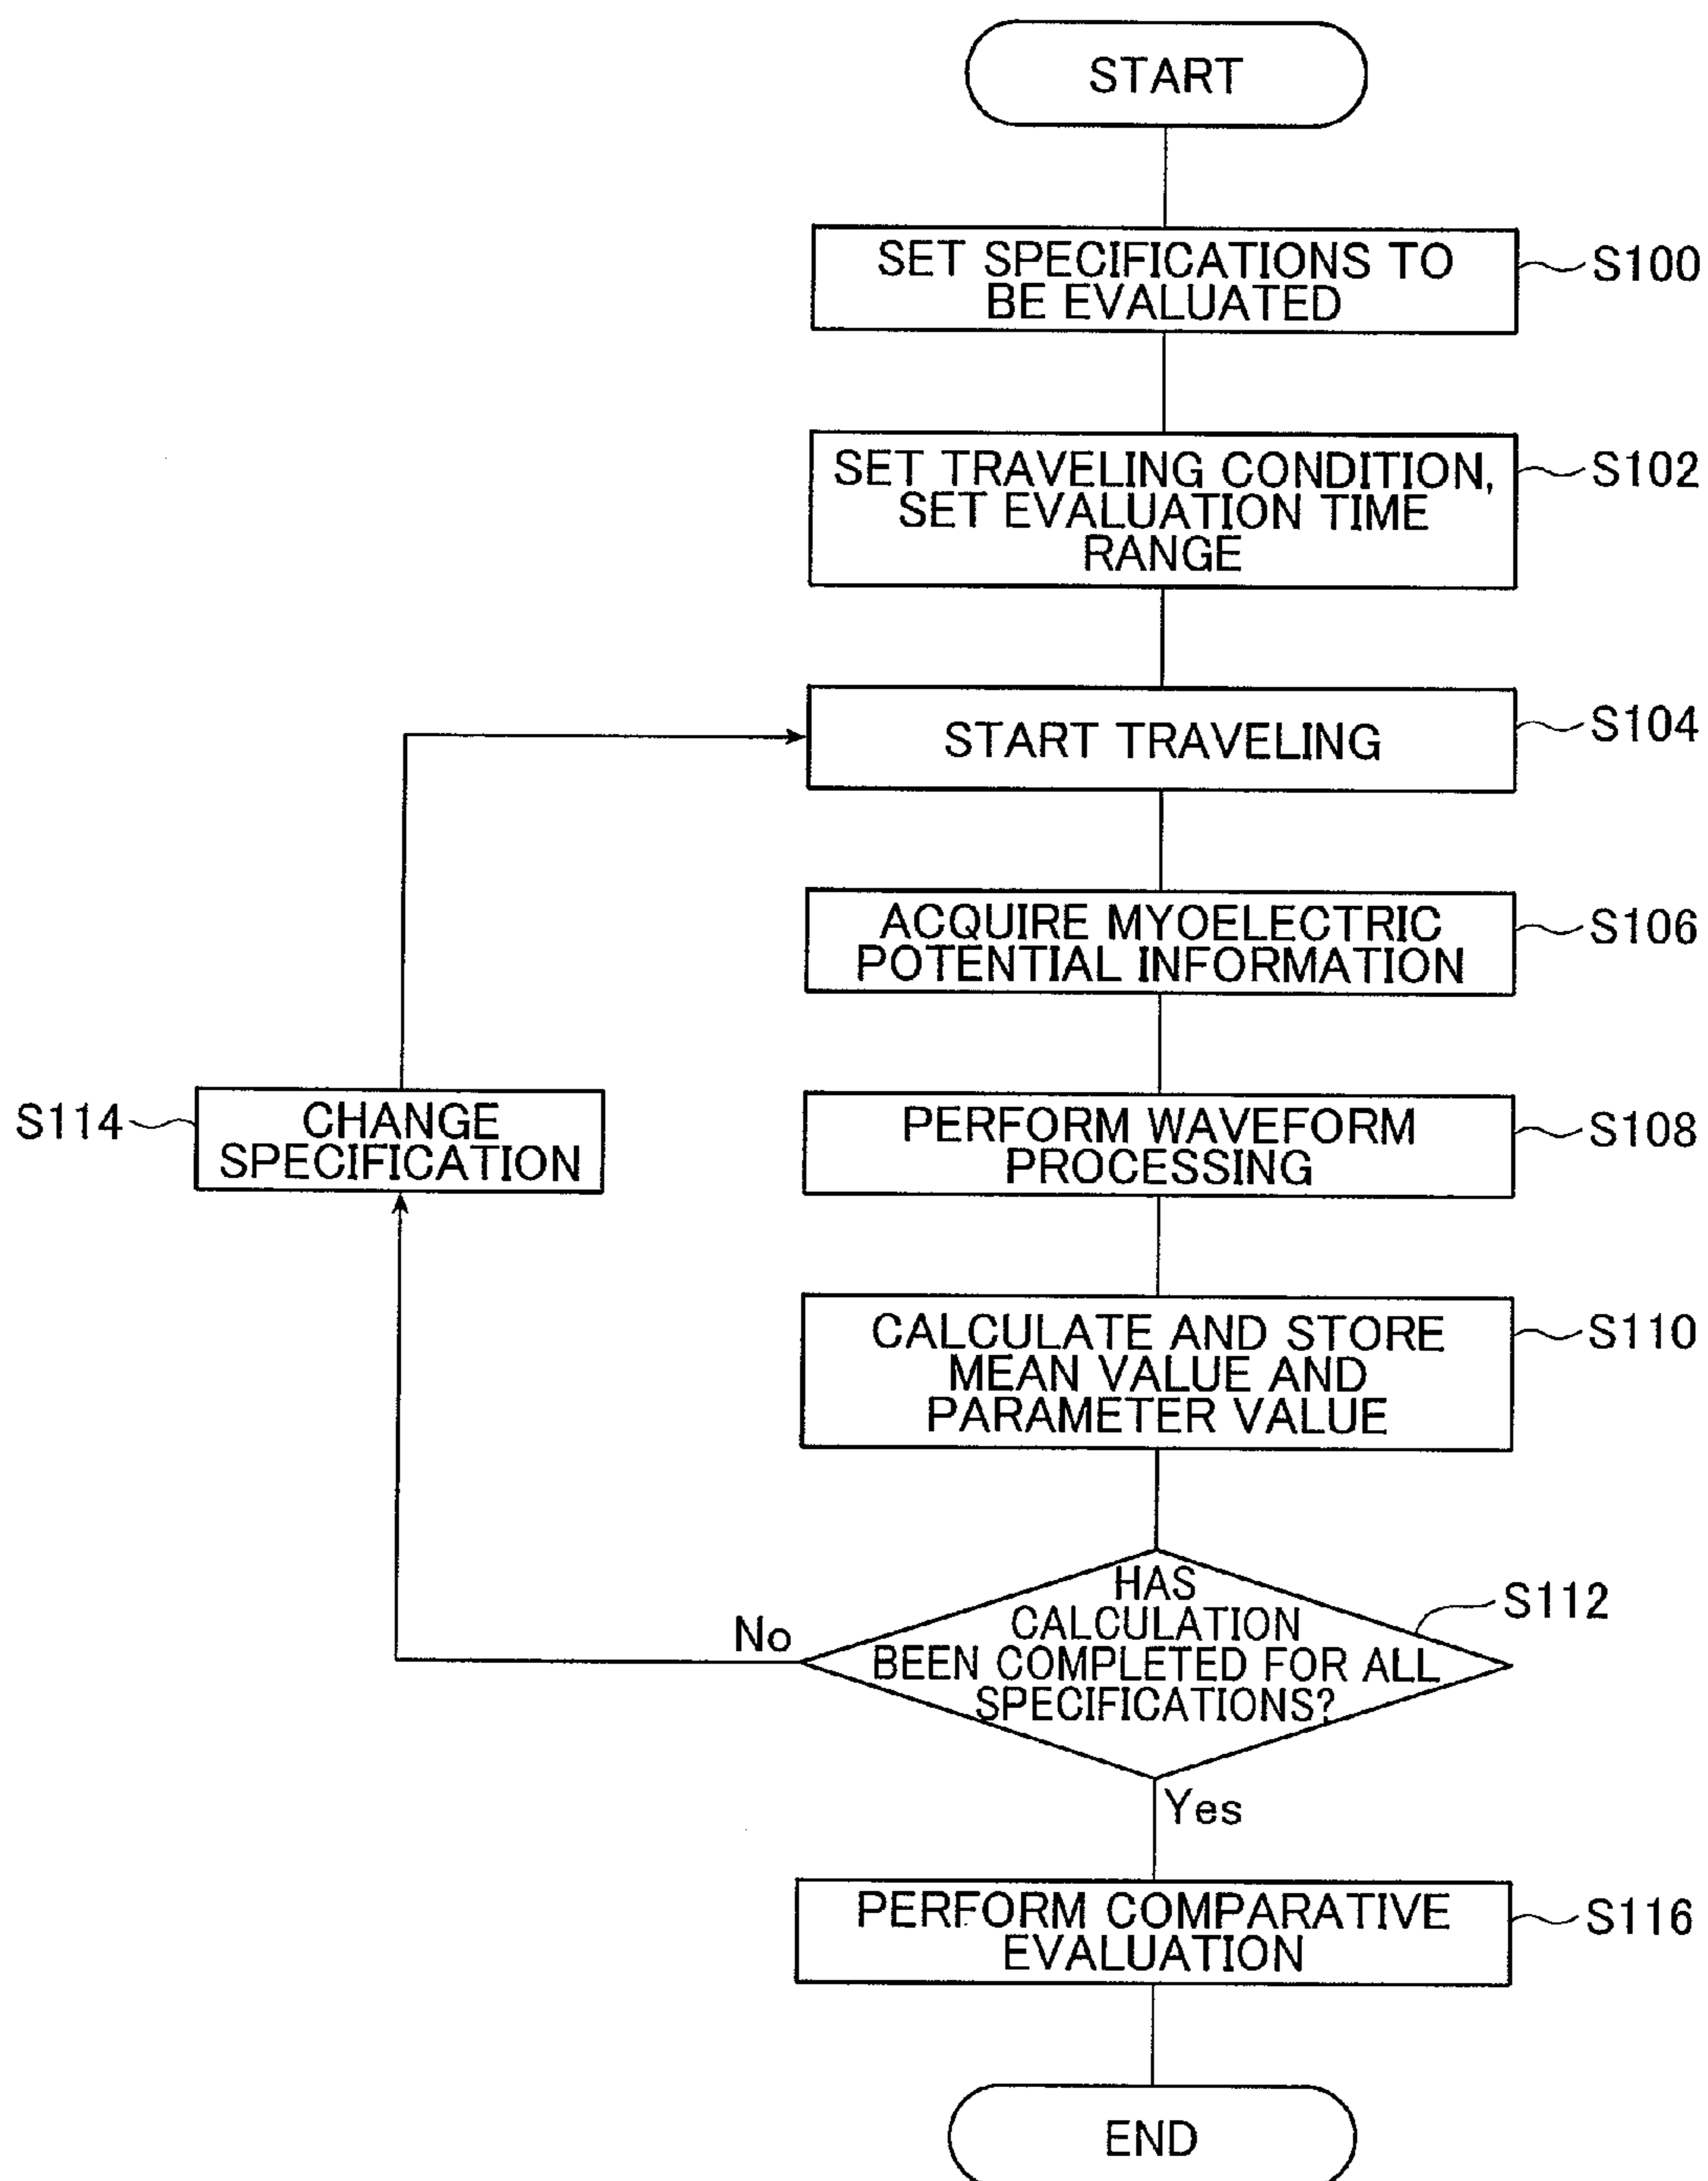 START
SET SPECIFICATIONS TO
BE EVALUATED
S100
SET TRAVELING CONDITION,
SET EVALUATION TIME
RANGE
S102
START TRAVELING
S104
ACQUIRE MYOELECTRIC
POTENTIAL INFORMATION
S106
S114
CHANGE
SPECIFICATION
PERFORM WAVEFORM
PROCESSING
S108
CALCULATE AND STORE
MEAN VALUE AND
PARAMETER VALUE
S110
HAS
CALCULATION
BEEN COMPLETED FOR ALL
SPECIFICATIONS?
S112
No
Yes
PERFORM COMPARATIVE
EVALUATION
S116
END